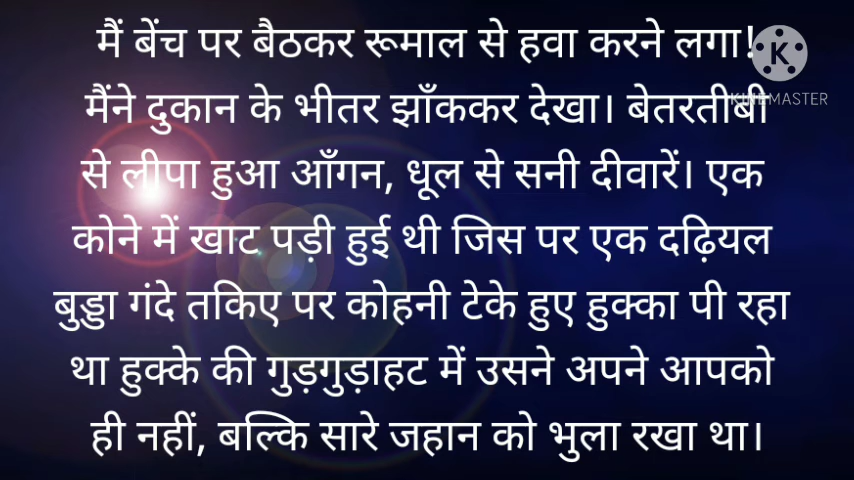 मैं बेंच पर बैठकर रूमाल से हवा करने लगा!
मैंने दुकान के भीतर झाँककर देखा। बेतरतीबी
से लीपा हुआ आँगन, धूल से सनी दीवारें। एक
कोने में खाट पड़ी हुई थी जिस पर एक दढ़ियल
बुड्डा गंदे तकिए पर कोहनी टेके हुए हुक्का पी रहा
था हुक्के की गुड़गुड़ाहट में उसने अपने आपको
ही नहीं, बल्कि सारे जहान को भुला रखा था।
K
KINEMASTER